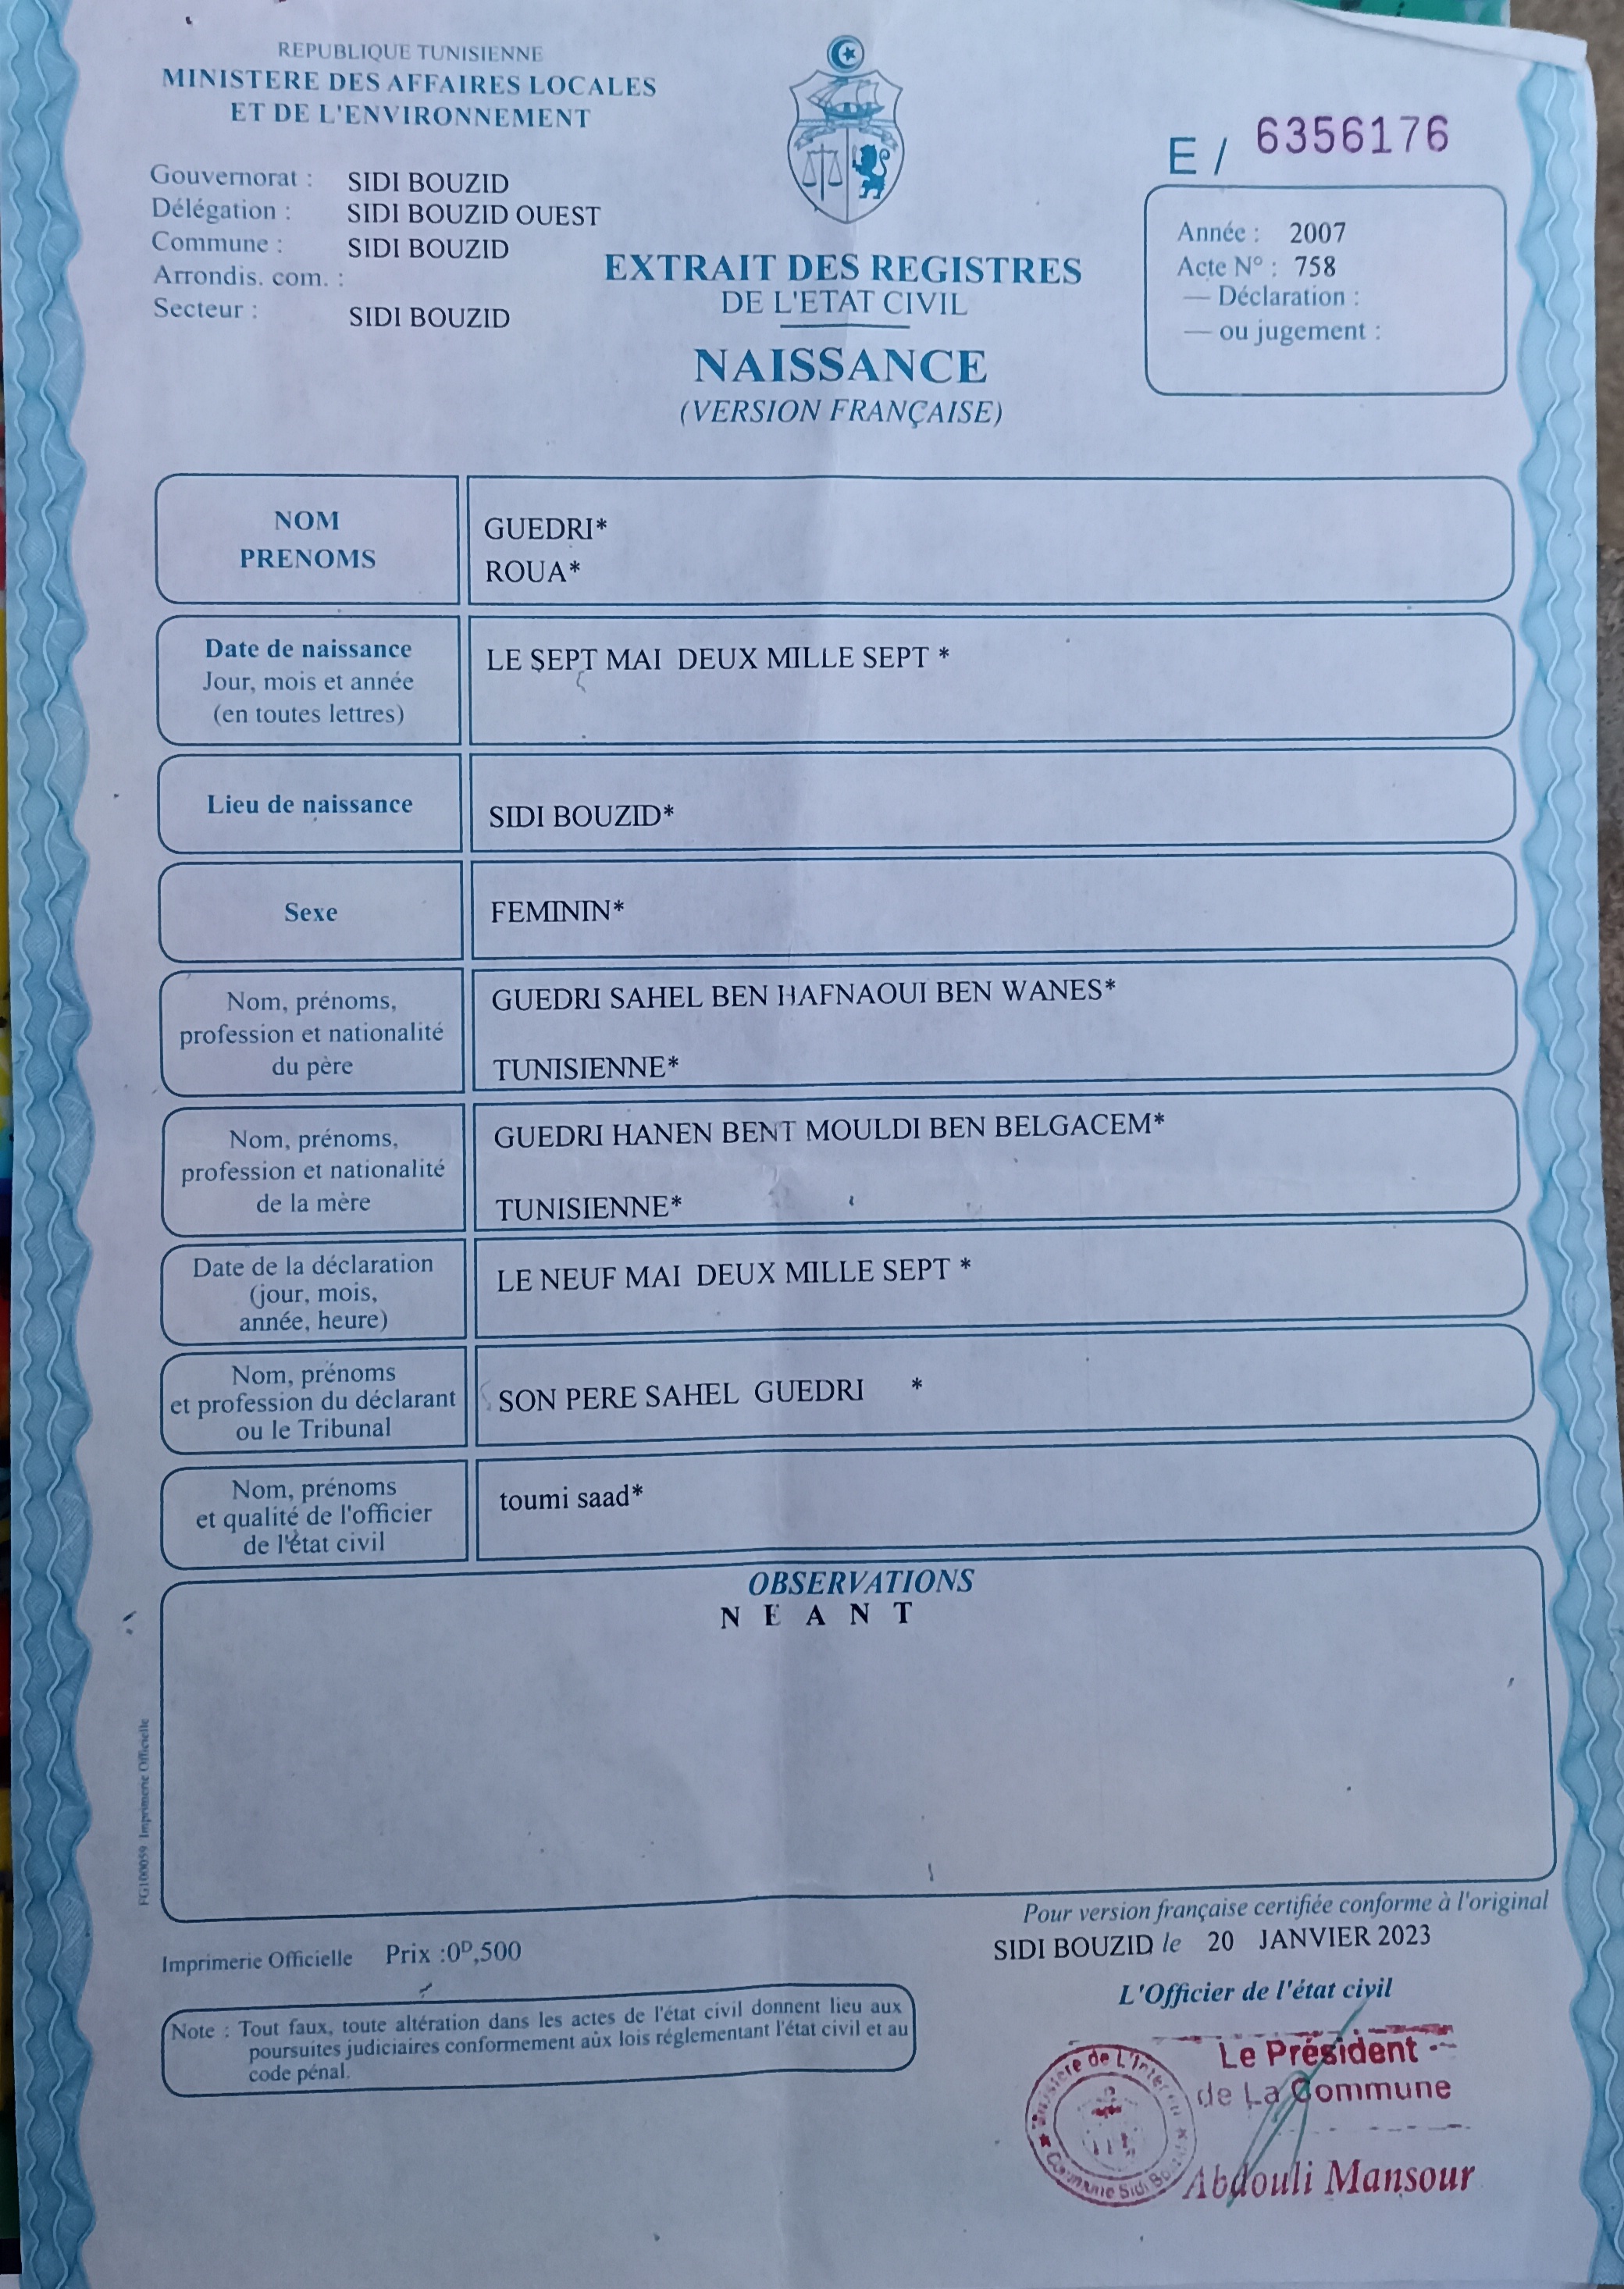 REPUBLIQUE TUNISIENNE
MINISTERE DES AFFAIRES LOCALES
ET DE L'ENVIRONNEMENT
Gouvernorat : SIDI BOUZID
Délégation : SIDI BOUZID OUEST
Commune : SIDI BOUZID
Arrondis. com. :
Secteur : SIDI BOUZID
EXTRAIT DES REGISTRES
DE L'ETAT CIVIL
NAISSANCE
(VERSION FRANÇAISE)
E / 6356176
Année : 2007
Acte N° : 758
— Déclaration :
— ou jugement :
NOM
PRENOMS
GUEDRI*
ROUA*
Date de naissance
Jour, mois et année
(en toutes lettres)
LE SEPT MAI DEUX MILLE SEPT *
Lieu de naissance
SIDI BOUZID*
Sexe
FEMININ*
Nom, prénoms,
profession et nationalité
du père
GUEDRI SAHEL BEN HAFNAOUI BEN WANES*
TUNISIENNE*
Nom, prénoms,
profession et nationalité
de la mère
GUEDRI HANEN BENT MOULDI BEN BELGACEM*
TUNISIENNE*
Date de la déclaration
(jour, mois,
année, heure)
LE NEUF MAI DEUX MILLE SEPT *
Nom, prénoms
et profession du déclarant
ou le Tribunal
SON PERE SAHEL GUEDRI *
Nom, prénoms
et qualité de l'officier
de l'état civil
toumi saad*
OBSERVATIONS
N E A N T
FG100059 Imprimerie Officielle
Pour version française certifiée conforme à l'original
SIDI BOUZID le 20 JANVIER 2023
L'Officier de l'état civil
Imprimerie Officielle Prix :0D,500
Note : Tout faux, toute altération dans les actes de l'état civil donnent lieu aux
poursuites judiciaires conformement aux lois réglementant l'état civil et au
code pénal.
Le Président
de La Commune
Abdouli Mansour